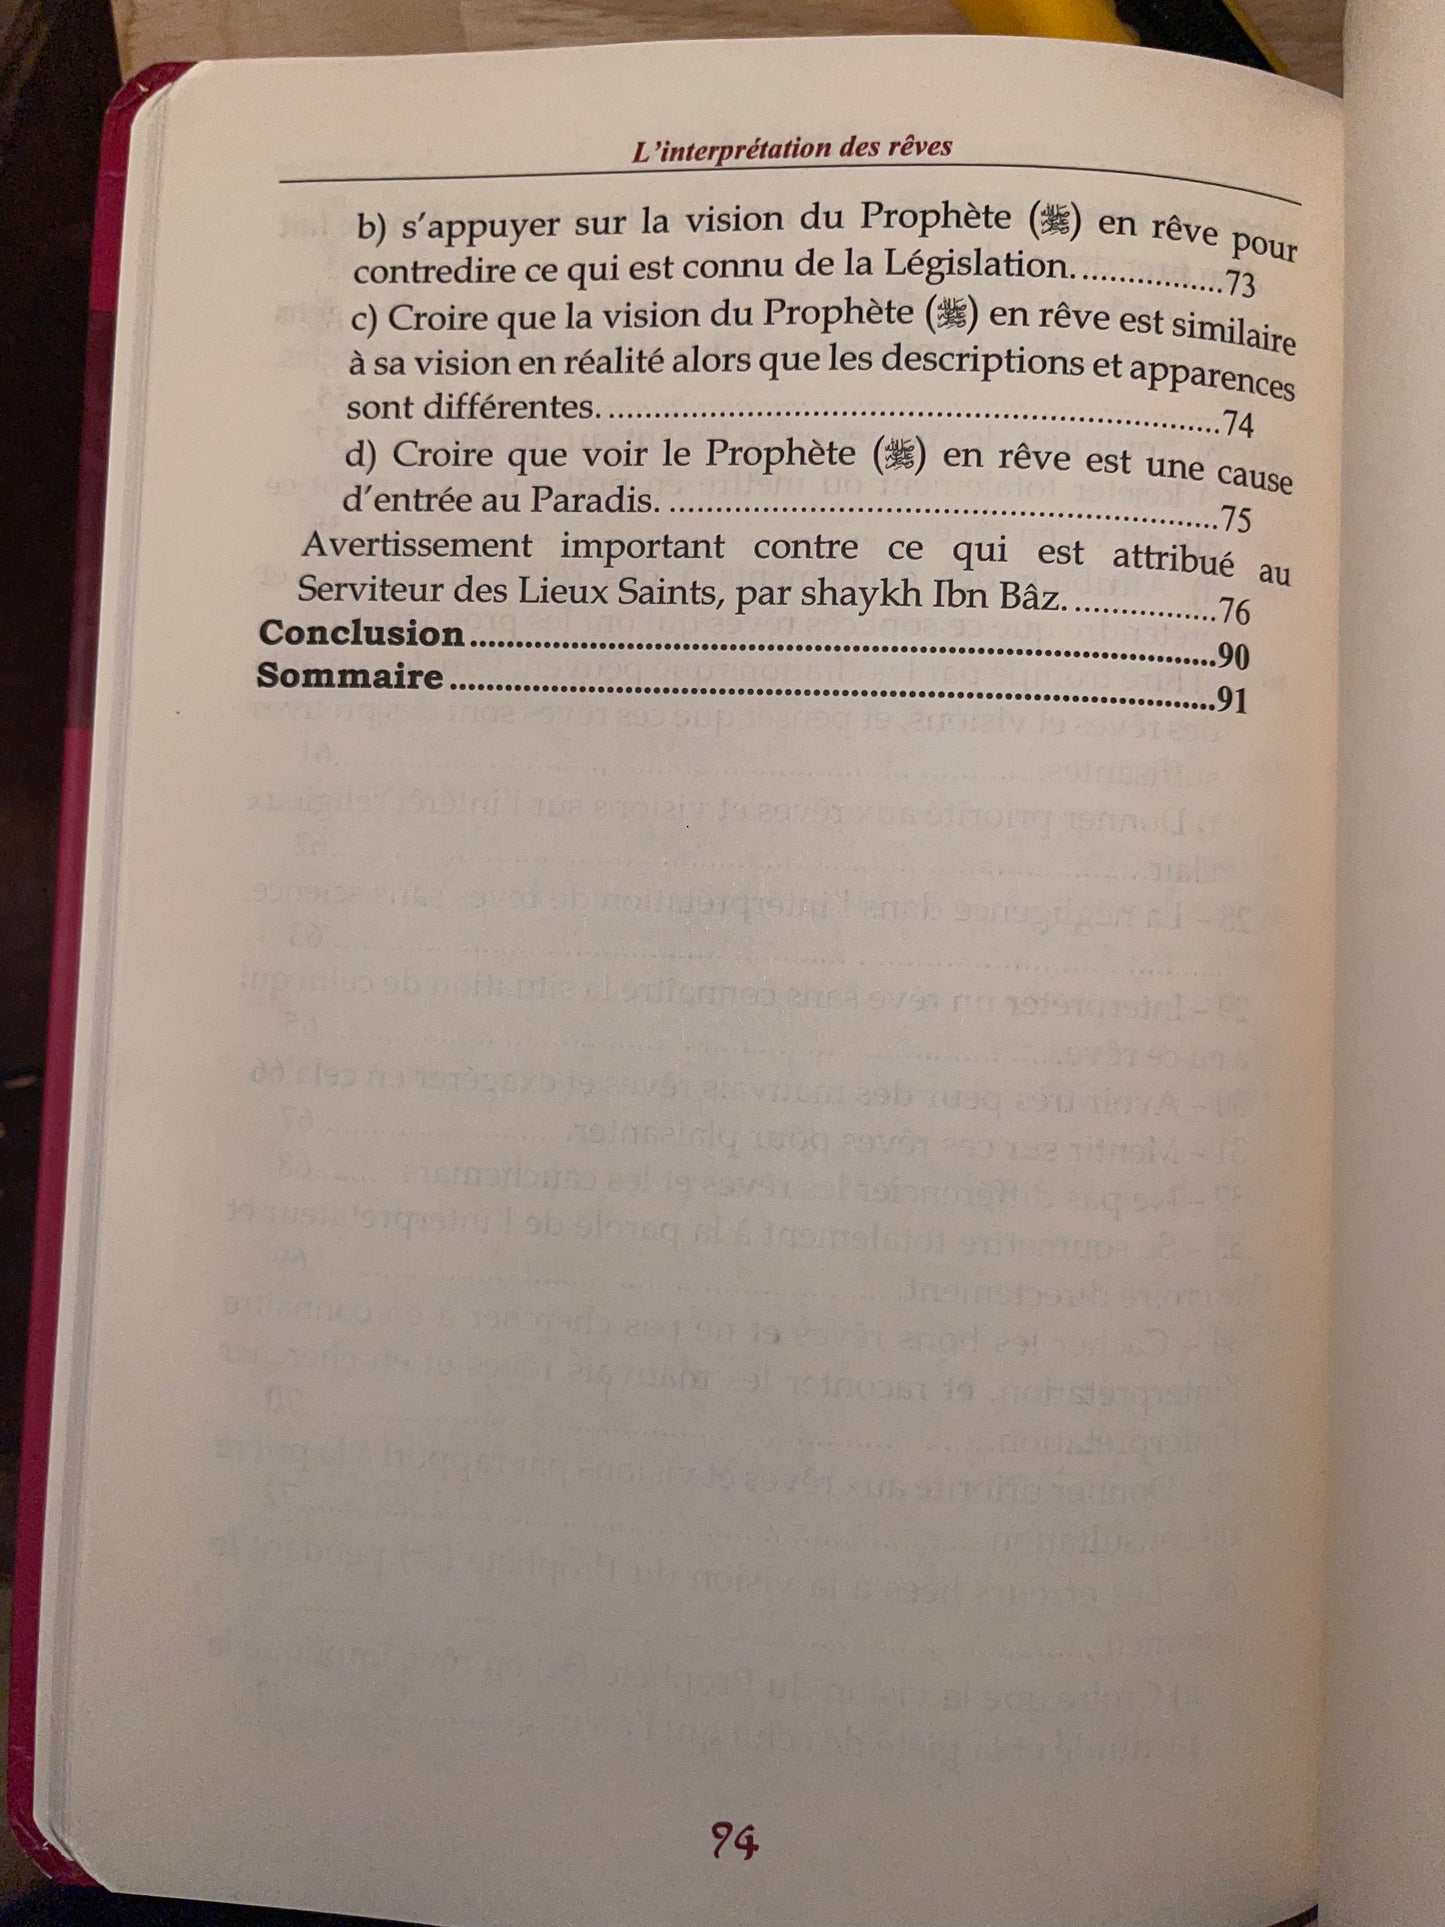 L'interprétation des rêves
b) s'appuyer sur la vision du Prophète (ﷺ) en rêve pour
contredire ce qui est connu de la Législation.................73
c) Croire que la vision du Prophète (ﷺ) en rêve est similaire
à sa vision en réalité alors que les descriptions et apparences
sont différentes................................................................74
d) Croire que voir le Prophète (ﷺ) en rêve est une cause
d'entrée au Paradis. .........................................................75
Avertissement important contre ce qui est attribué au
Serviteur des Lieux Saints, par shaykh Ibn Bâz................76
Conclusion................................................................................90
Sommaire ..................................................................................91
94